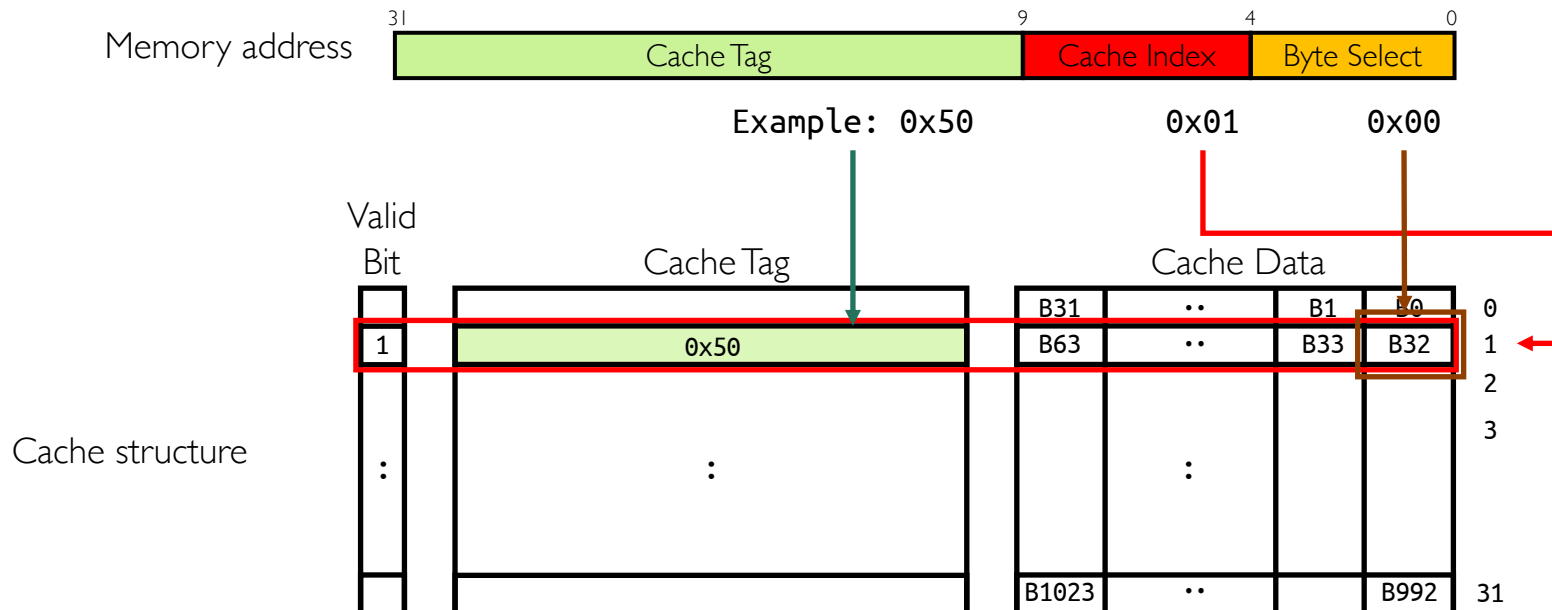 31 9 4 0
Memory address Cache Tag Cache Index Byte Select
Example: 0x50 0x01 0x00
Valid
Bit Cache Tag Cache Data
B31 ·· B1 B0 0
1 0x50 B63 ·· B33 B32 1
2
3
Cache structure : : :
B1023 ·· B992 31